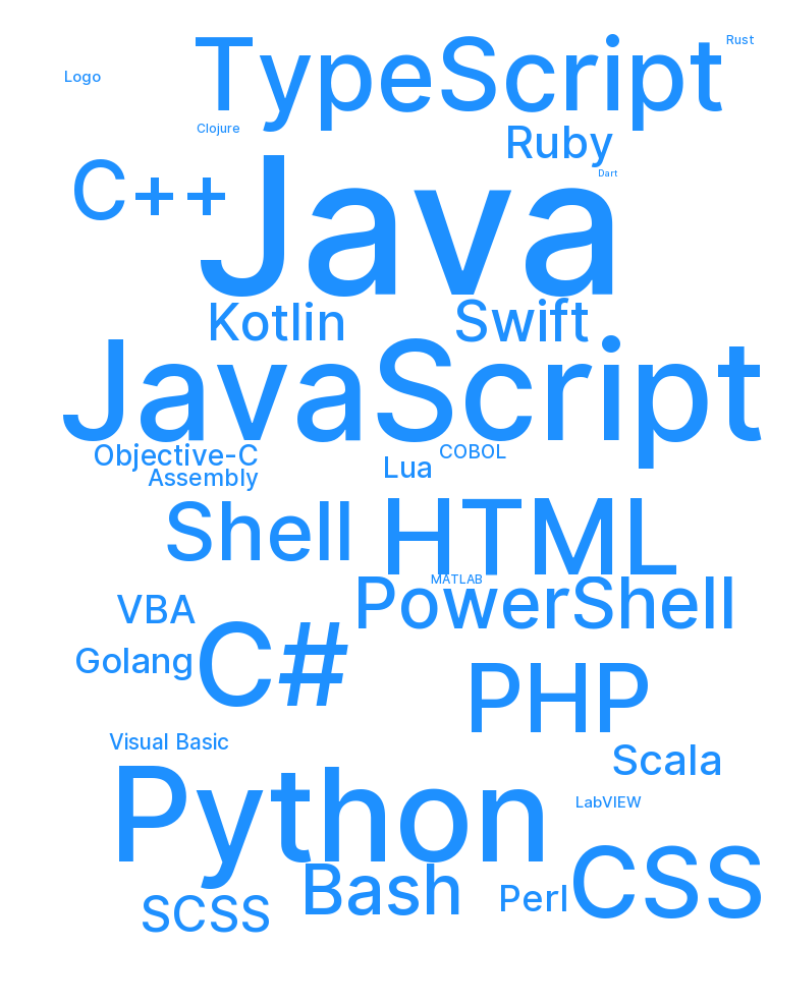 TypeScript
Rust
Logo
Clojure
Ruby
Dart
C++
Java
Kotlin
Swift
JavaScript
Objective-C
COBOL
Lua
Assembly
Shell
HTML
MATLAB
PowerShell
VBA
Golang
C#
PHP
Visual Basic
Scala
LabVIEW
Python
Bash
Perl
CSS
SCSS